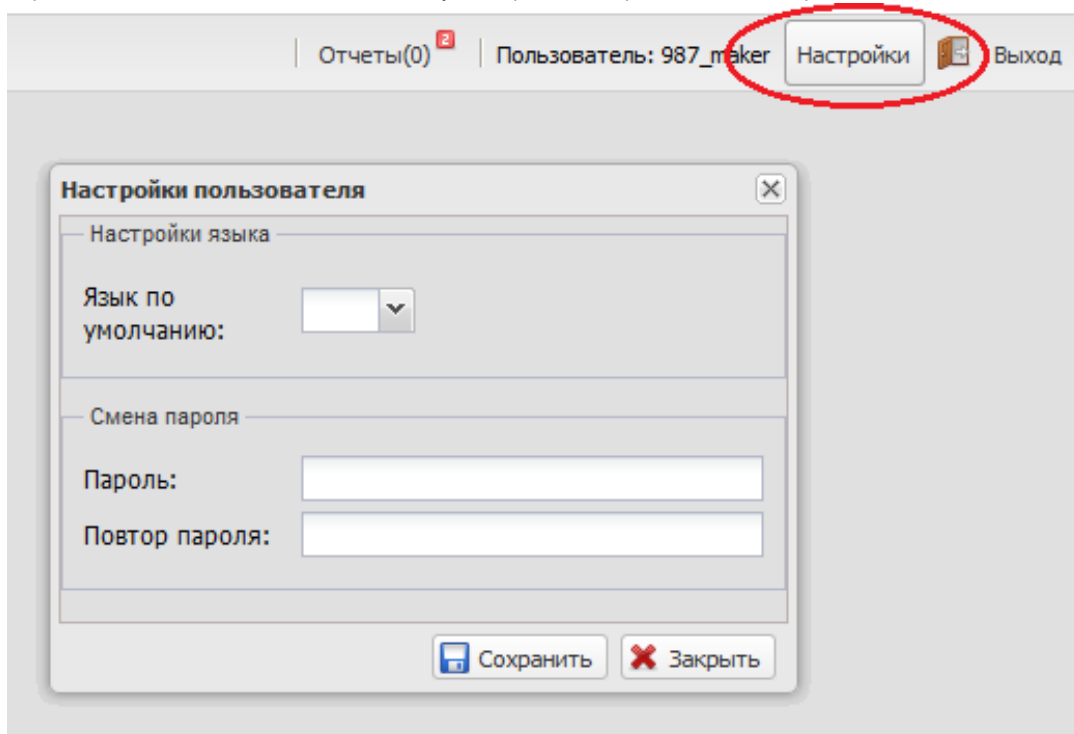 Отчеты(0) 2 Пользователь: 987_maker Настройки Выход
Настройки пользователя
Настройки языка
Язык по
умолчанию:
Смена пароля
Пароль:
Повтор пароля:
Сохранить Закрыть